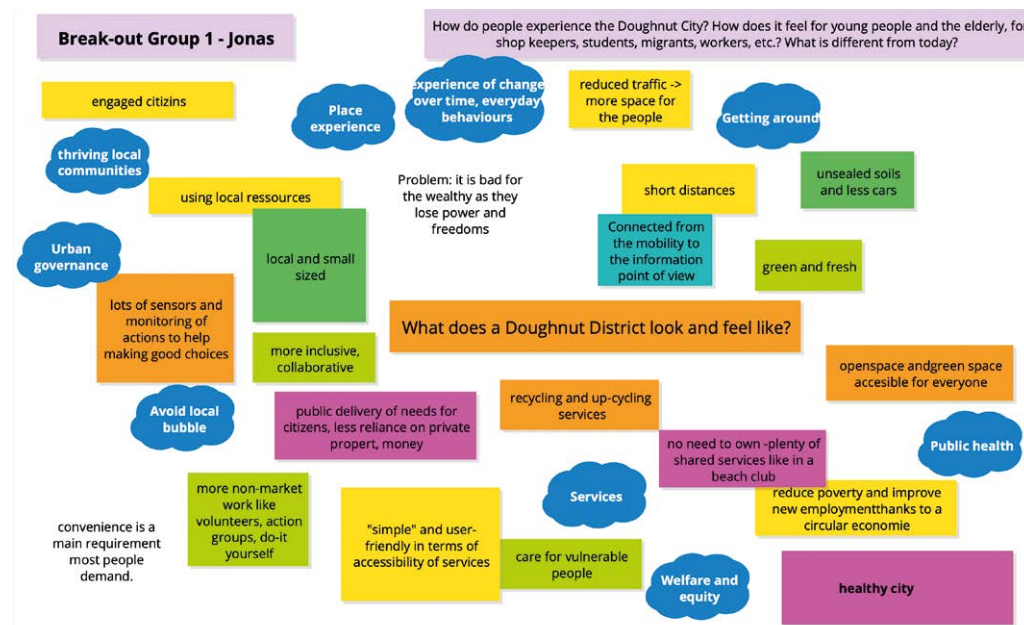 Break-out Group 1 - Jonas
How do people experience the Doughnut City? How does it feel for young people and the elderly, fo
shop keepers, students, migrants, workers, etc.? What is different from today?
engaged citizins
Place
experience
experience of change
over time, everyday
behaviours
reduced traffic ->
more space for
the people
Getting around
thriving local
communities
using local ressources
Problem: it is bad for
the wealthy as they
lose power and
freedoms
short distances
unsealed soils
and less cars
Urban
governance
local and small
sized
Connected from
the mobility to
the information
point of view
green and fresh
lots of sensors and
monitoring of
actions to help
making good choices
What does a Doughnut District look and feel like?
more inclusive,
collaborative
openspace andgreen space
accesible for everyone
Avoid local
bubble
public delivery of needs for
citizens, less reliance on private
propert, money
recycling and up-cycling
services
no need to own -plenty of
shared services like in a
beach club
Public health
more non-market
work like
volunteers, action
groups, do-it
yourself
"simple" and user-
friendly in terms of
accessibility of services
Services
reduce poverty and improve
new employmentthanks to a
circular economie
convenience is a
main requirement
most people
demand.
care for vulnerable
people
Welfare and
equity
healthy city